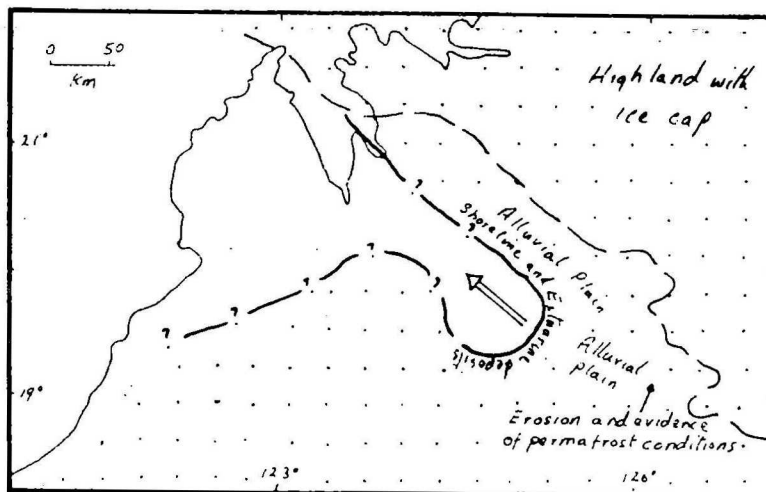 0 50
Km
Highland with
Ice cap
21°
?
Alluvial Plain
Shoreline and Estuarial
deposits
?
?
?
?
?
?
?
Alluvial
Plain
19°
Erosion and evidence
of permafrost conditions.
123°
126°